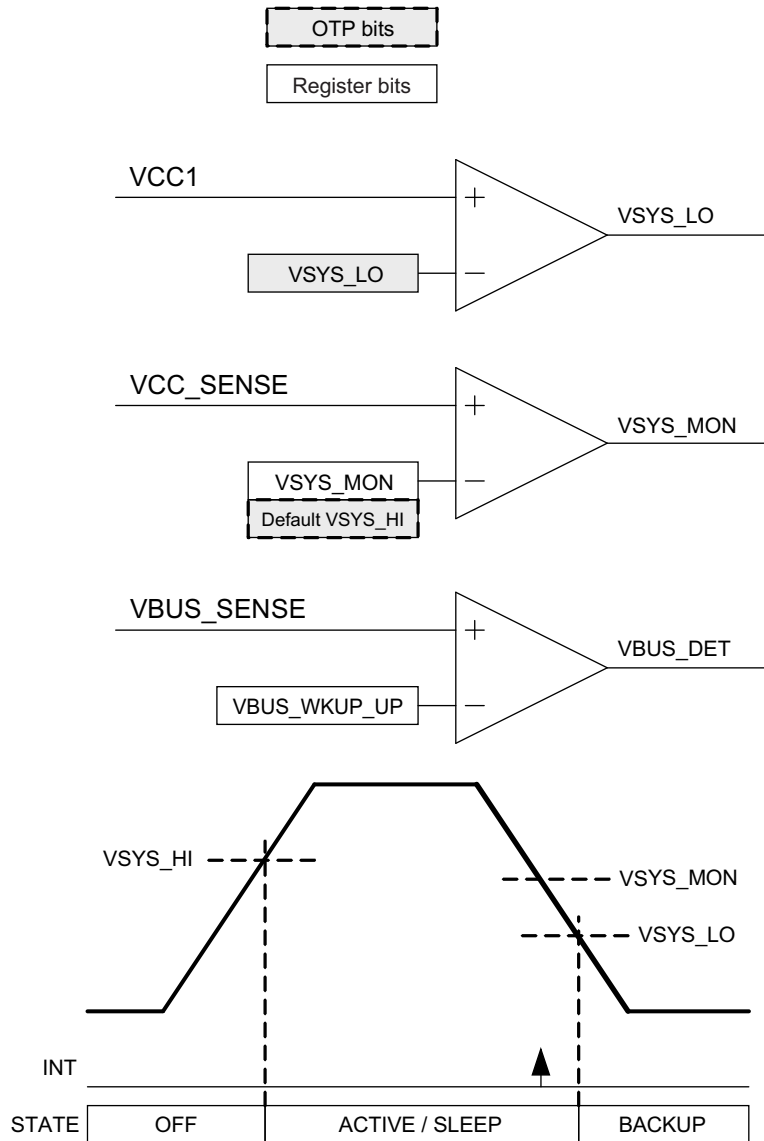 OTP bits
Register bits
VCC1
+
VSYS_LO
VSYS_LO
−
VCC_SENSE
+
VSYS_MON
VSYS_MON
−
Default VSYS_HI
VBUS_SENSE
+
VBUS_DET
VBUS_WKUP_UP
−
VSYS_HI
VSYS_MON
VSYS_LO
INT
STATE OFF ACTIVE / SLEEP BACKUP